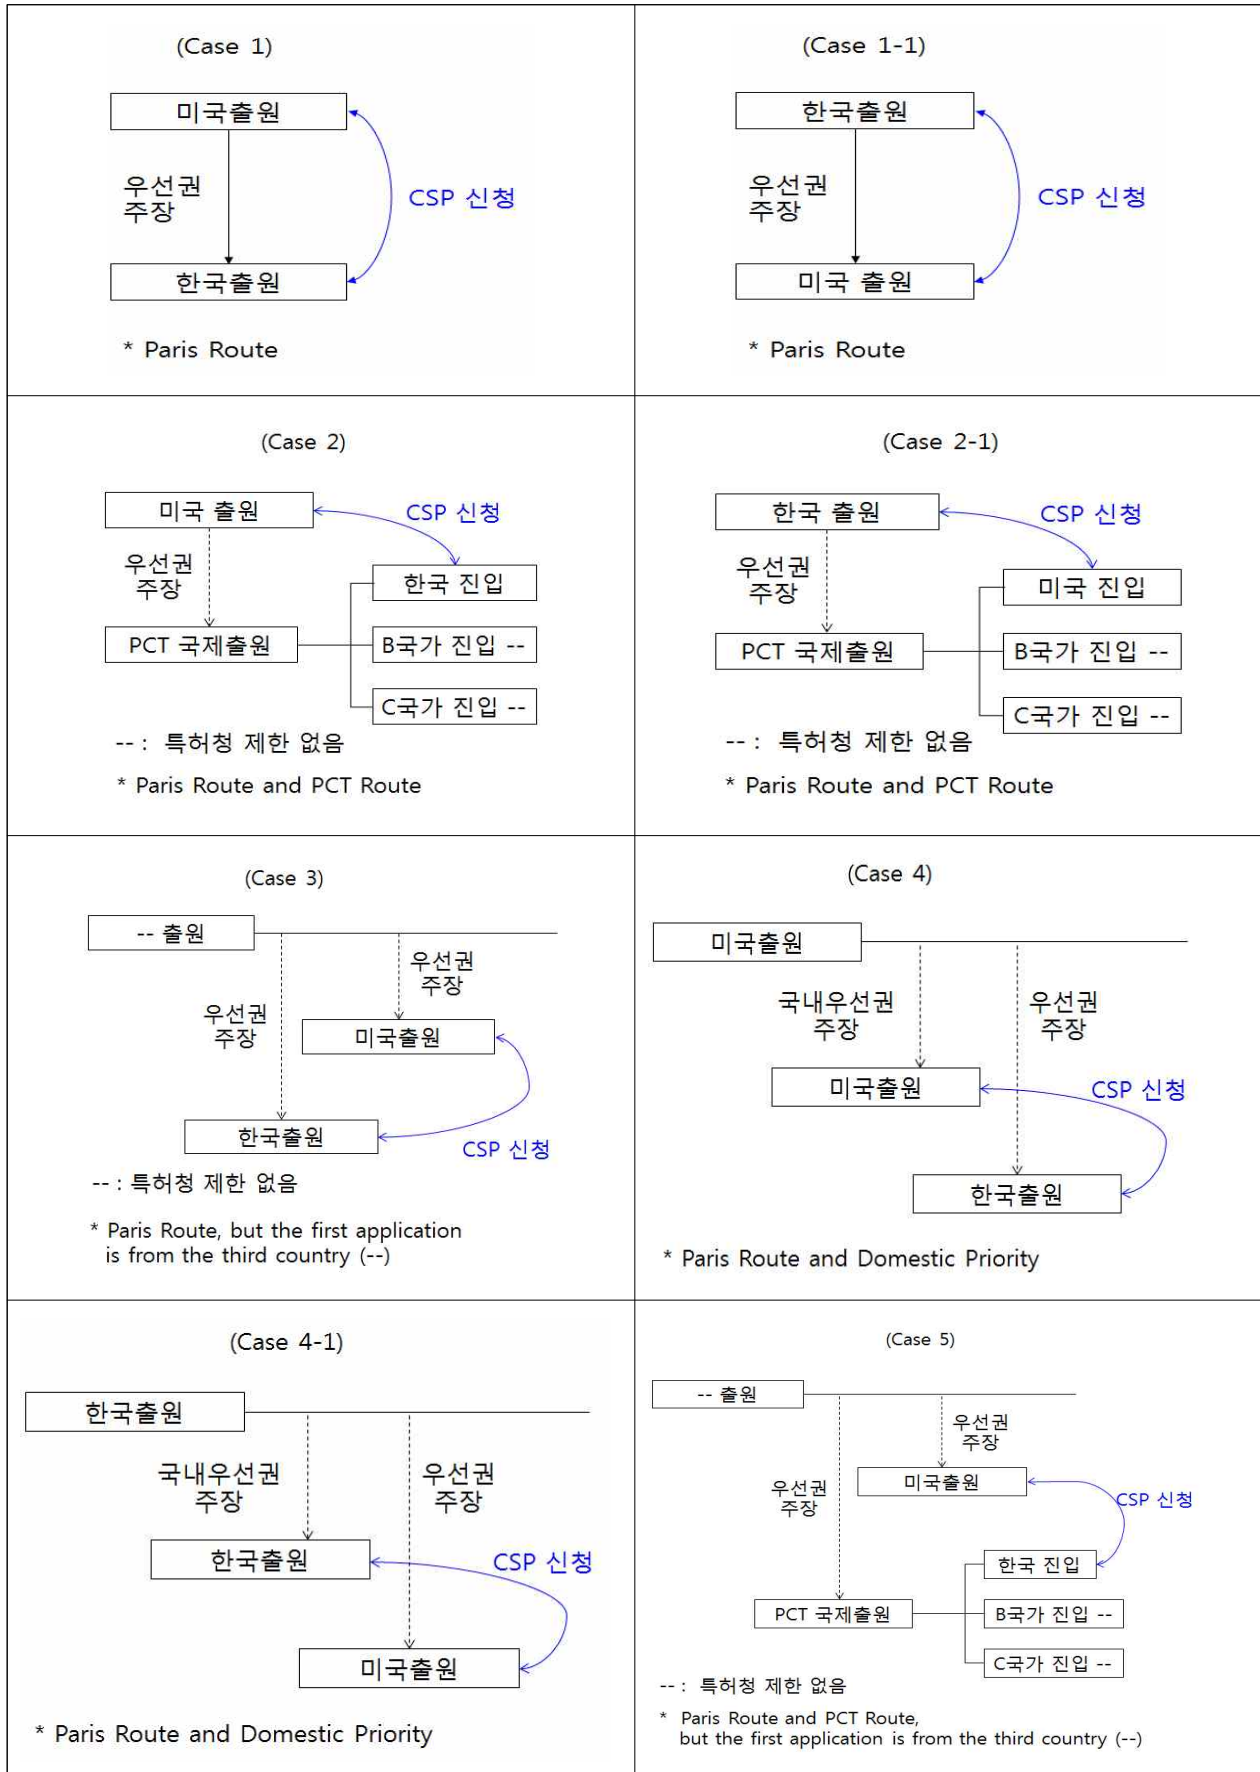 (Case 1)
미국출원
우선권
주장
CSP 신청
한국출원
* Paris Route
(Case 1-1)
한국출원
우선권
주장
CSP 신청
미국 출원
* Paris Route
(Case 2)
미국 출원
CSP 신청
우선권
주장
한국 진입
PCT 국제출원
B국가 진입 --
C국가 진입 --
-- : 특허청 제한 없음
* Paris Route and PCT Route
(Case 2-1)
한국 출원
CSP 신청
우선권
주장
미국 진입
PCT 국제출원
B국가 진입 --
C국가 진입 --
-- : 특허청 제한 없음
* Paris Route and PCT Route
(Case 3)
-- 출원
우선권
주장
우선권
주장
미국출원
한국출원
CSP 신청
-- : 특허청 제한 없음
* Paris Route, but the first application
is from the third country (--)
(Case 4)
미국출원
국내우선권
주장
우선권
주장
미국출원
CSP 신청
한국출원
* Paris Route and Domestic Priority
(Case 4-1)
한국출원
국내우선권
주장
우선권
주장
한국출원
CSP 신청
미국출원
* Paris Route and Domestic Priority
(Case 5)
-- 출원
우선권
주장
우선권
주장
미국출원
CSP 신청
한국 진입
PCT 국제출원
B국가 진입 --
C국가 진입 --
-- : 특허청 제한 없음
* Paris Route and PCT Route,
but the first application is from the third country (--)